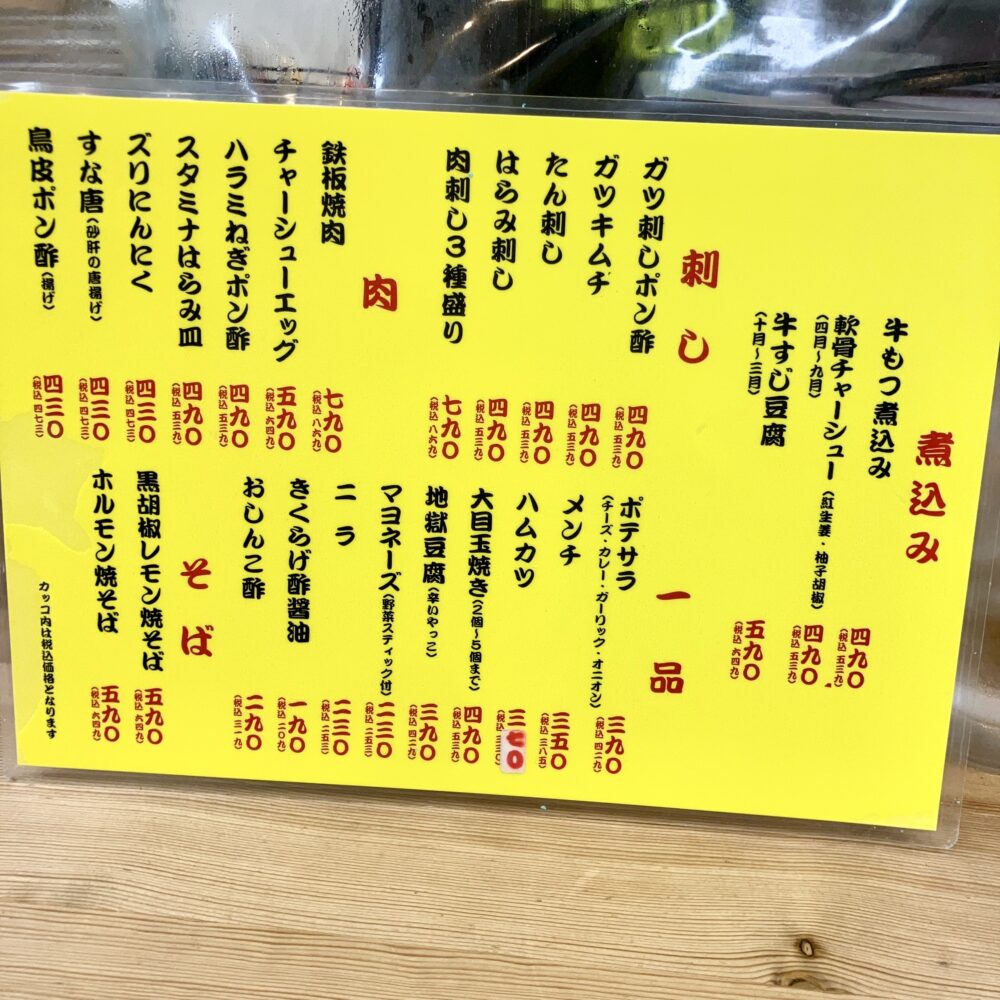 煮込み
牛もつ煮込み
四九〇
(税込 五三九)
軟骨チャーシュー(紅生姜・柚子胡椒)
(四月〜九月)
四九〇
(税込 五三九)
牛すじ豆腐
(十月〜三月)
五九〇
(税込 六四九)
刺し
ガツ刺しポン酢
四九〇
(税込 五三九)
ガツキムチ
四九〇
(税込 五三九)
たん刺し
四九〇
(税込 五三九)
はらみ刺し
四九〇
(税込 五三九)
肉刺し3種盛り
七九〇
(税込 八六九)
肉
鉄板焼肉
七九〇
(税込 八六九)
チャーシューエッグ
五九〇
(税込 六四九)
ハラミねぎポン酢
四九〇
(税込 五三九)
スタミナはらみ皿
四九〇
(税込 五三九)
ズリにんにく
四三〇
(税込 四七三)
すな唐(砂肝の唐揚げ)
四三〇
(税込 四七三)
鳥皮ポン酢(揚げ)
四三〇
(税込 四七三)
一品
ポテサラ
(チーズ・カレー・ガーリック・オニオン)
三九〇
(税込 四二九)
メンチ
三五〇
(税込 三八五)
ハムカツ
三〇
(税込 三三〇)
大目玉焼き(2個〜5個まで)
四九〇
(税込 五三九)
地獄豆腐(辛いやっこ)
三九〇
(税込 四二九)
マヨネーズ(野菜スティック付)
二三〇
(税込 二五三)
ニラ
二三〇
(税込 二五三)
きくらげ酢醤油
一九〇
(税込 二〇九)
おしんこ酢
二九〇
(税込 三一九)
そば
黒胡椒レモン焼そば
五九〇
(税込 六四九)
ホルモン焼そば
五九〇
(税込 六四九)
カッコ内は税込価格となります